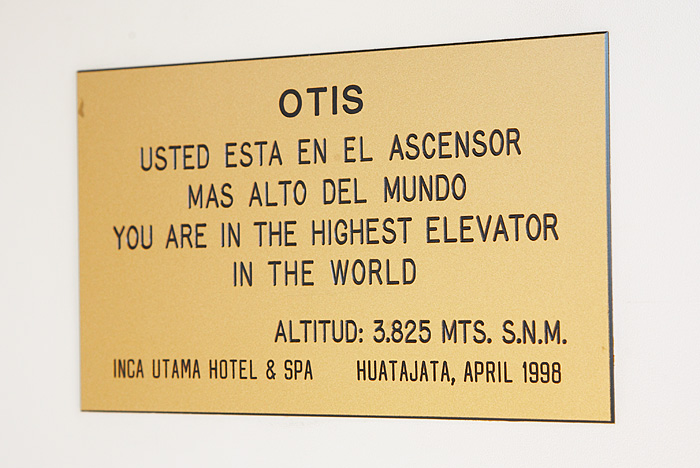 OTIS
USTED ESTA EN EL ASCENSOR
MAS ALTO DEL MUNDO
YOU ARE IN THE HIGHEST ELEVATOR
IN THE WORLD
ALTITUD: 3.825 MTS. S.N.M.
INCA UTAMA HOTEL & SPA HUATAJATA, APRIL 1998